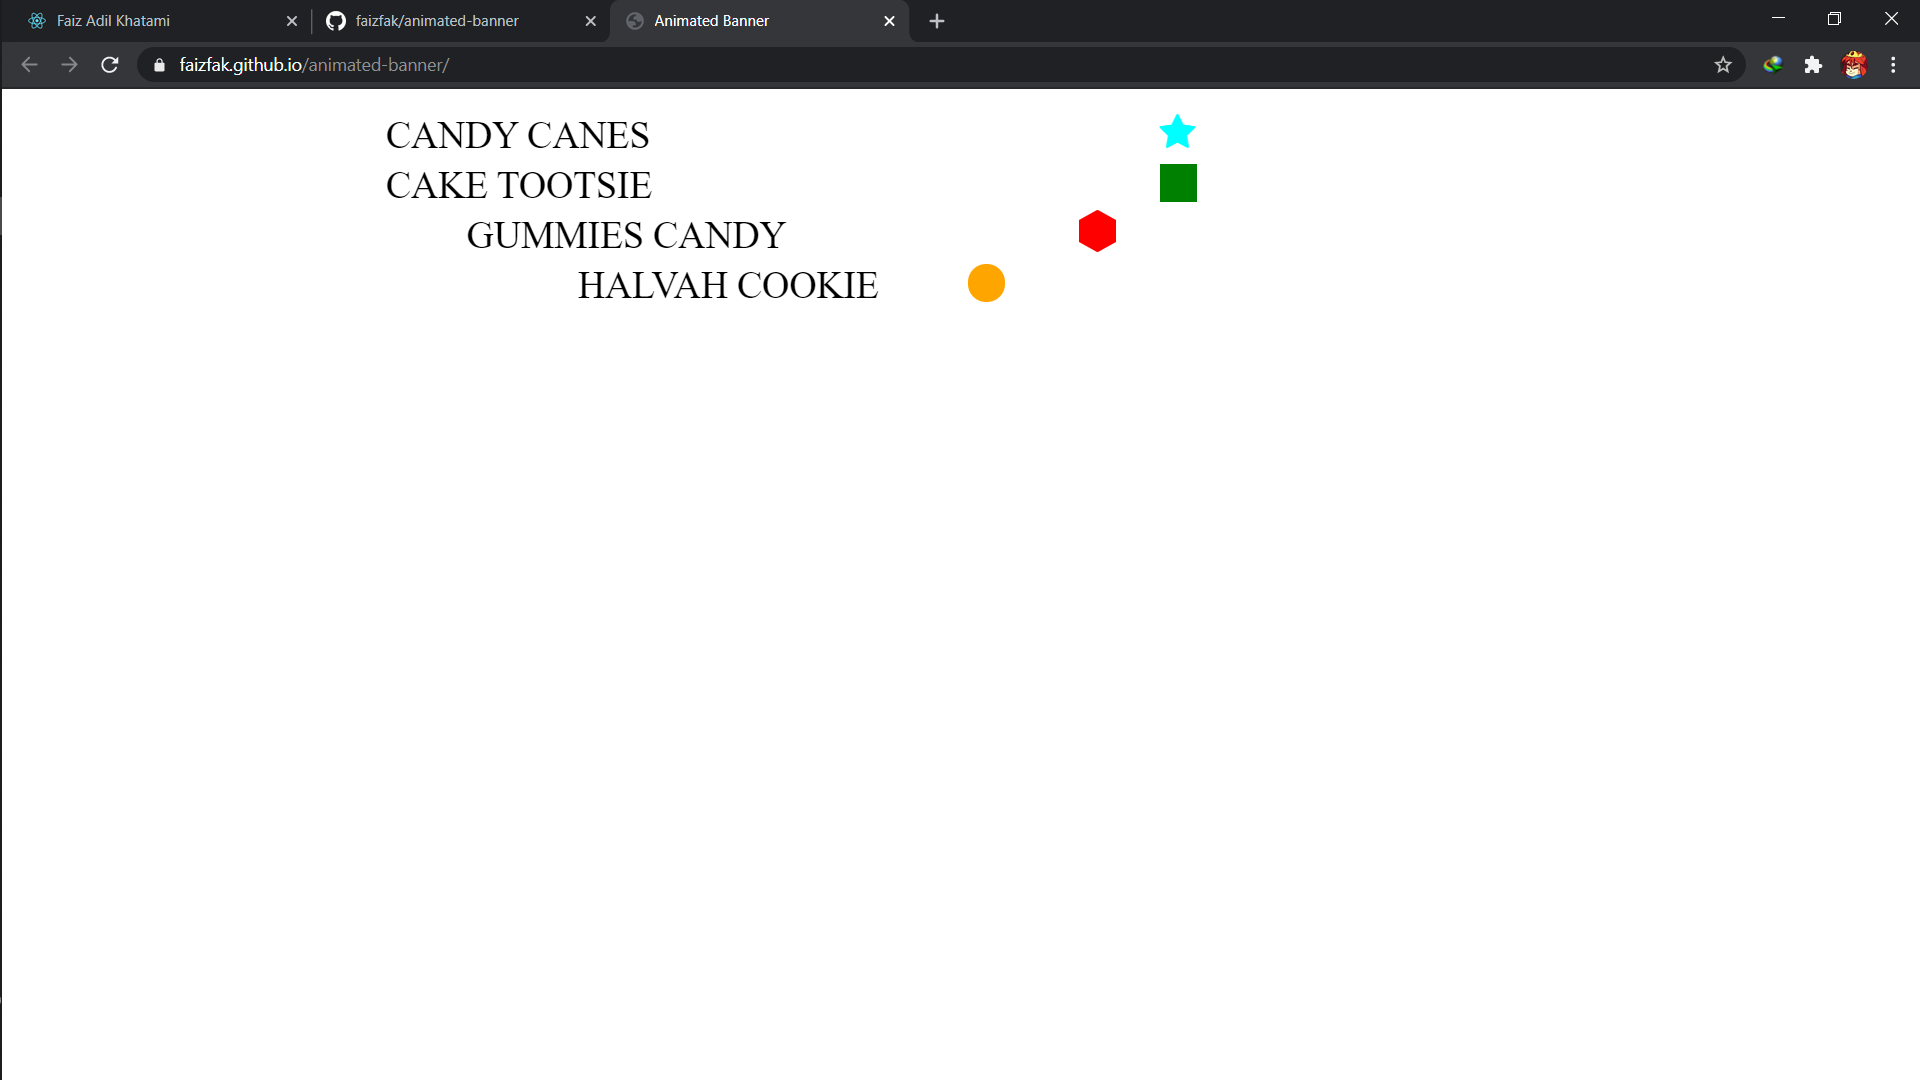 Faiz Adil Khatami
faizfak/animated-banner
Animated Banner
faizfak.github.io/animated-banner/
CANDY CANES
CAKE TOOTSIE
GUMMIES CANDY
HALVAH COOKIE